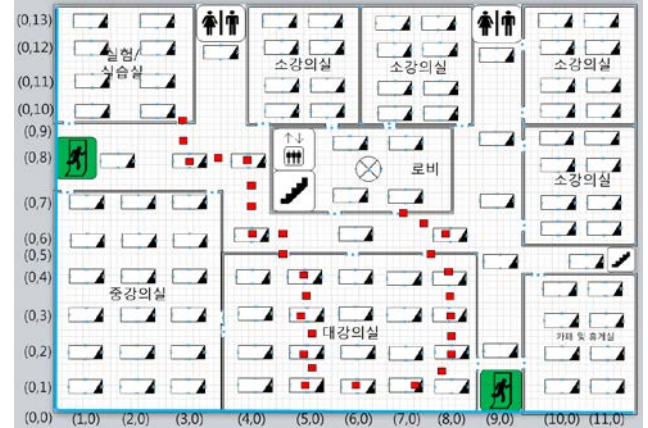 (0,13)
(0,12)
실험/
실습실
소강의실
소강의실
소강의실
(0,11)
(0,10)
(0,9)
(0,8)
로비
소강의실
(0,7)
(0,6)
(0,5)
(0,4)
중강의실
(0,3)
대강의실
카페 및 휴게실
(0,2)
(0,1)
(0,0)
(1,0)
(2,0)
(3,0)
(4,0)
(5,0)
(6,0)
(7,0)
(8,0)
(9,0)
(10,0)
(11,0)